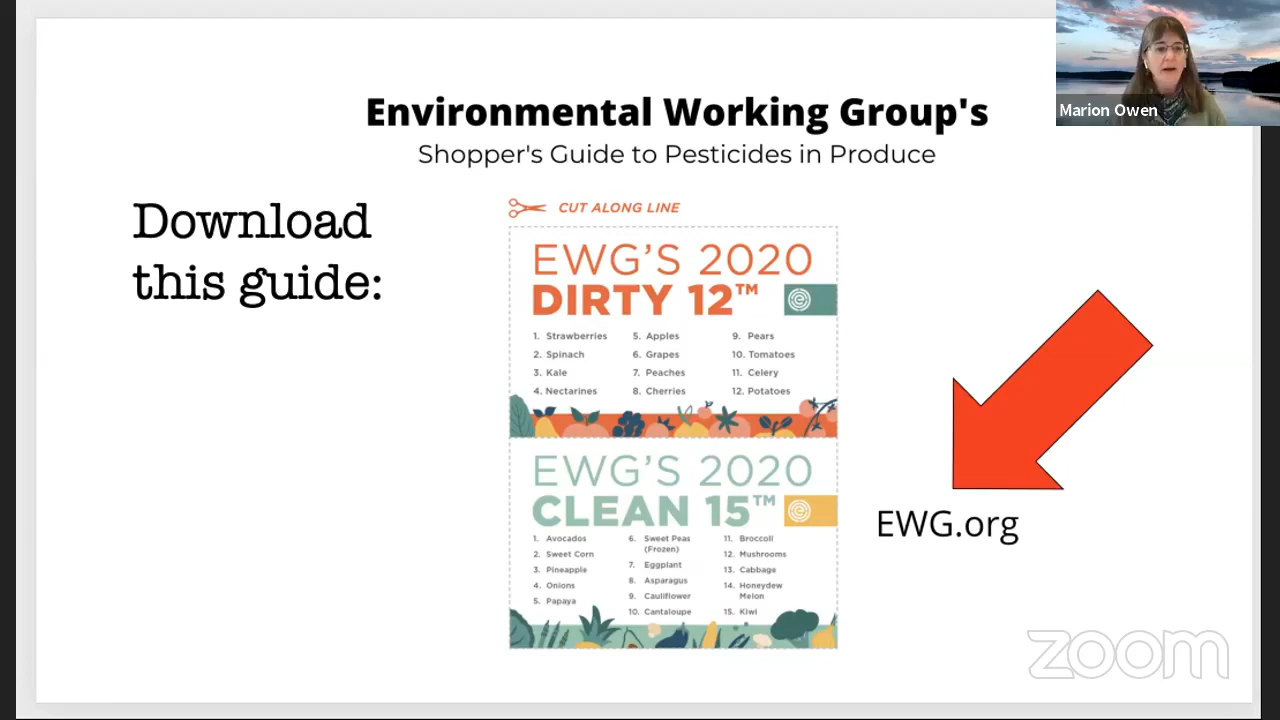 Environmental Working Group's
Shopper's Guide to Pesticides in Produce
Marion Owen
Download
this guide:
CUT ALONG LINE
EWG'S 2020
DIRTY 12™
1. Strawberries
2. Spinach
3. Kale
4. Nectarines
5. Apples
6. Grapes
7. Peaches
8. Cherries
9. Pears
10. Tomatoes
11. Celery
12. Potatoes
EWG'S 2020
CLEAN 15™
1. Avocados
2. Sweet Corn
3. Pineapple
4. Onions
5. Papaya
6. Sweet Peas
(Frozen)
7. Eggplant
8. Asparagus
9. Cauliflower
10. Cantaloupe
11. Broccoli
12. Mushrooms
13. Cabbage
14. Honeydew
Melon
15. Kiwi
EWG.org
zoom